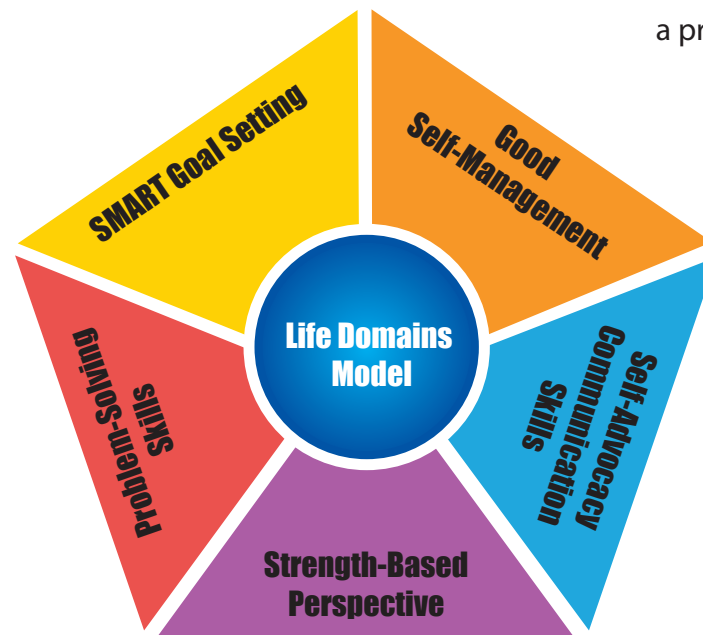 a pr
SMART Goal Setting
Good
Self-Management
Life Domains
Model
Problem-Solving
Skills
Self-Advocacy
Communication
Skills
Strength-Based
Perspective